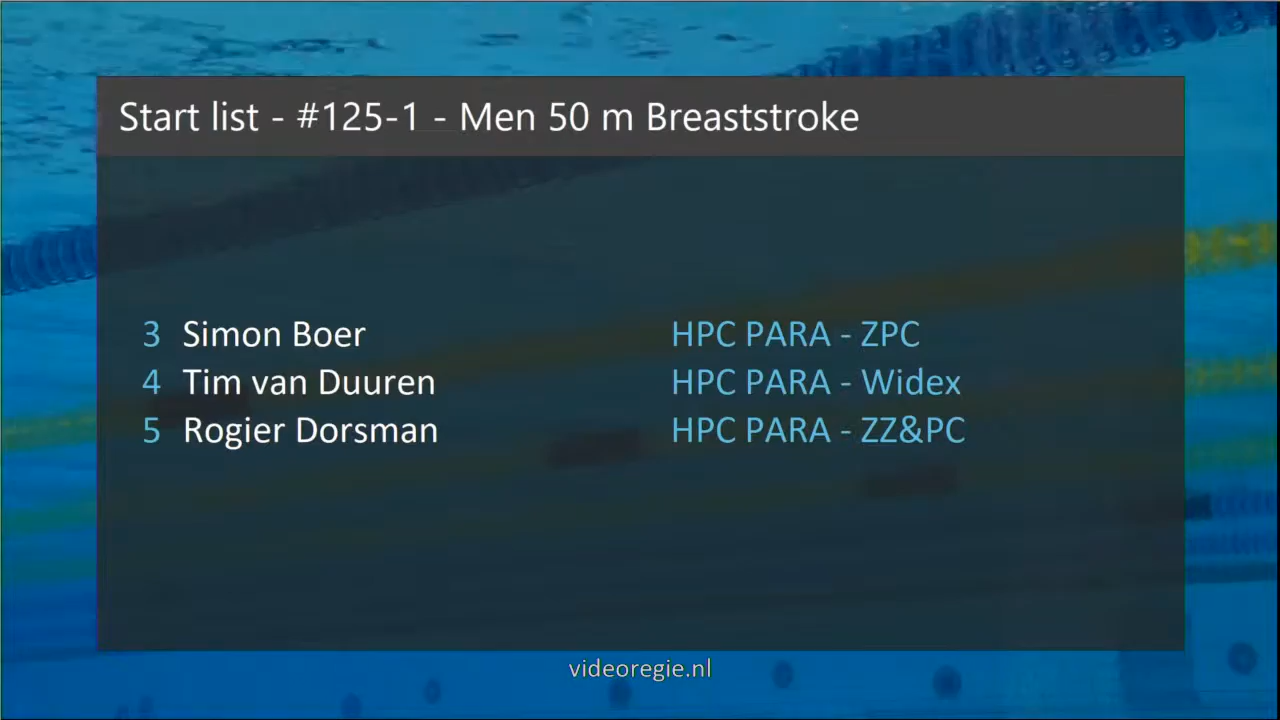 Start list - #125-1 - Men 50 m Breaststroke
3 Simon Boer HPC PARA - ZPC
4 Tim van Duuren HPC PARA - Widex
5 Rogier Dorsman HPC PARA - ZZ&PC
videoregie.nl